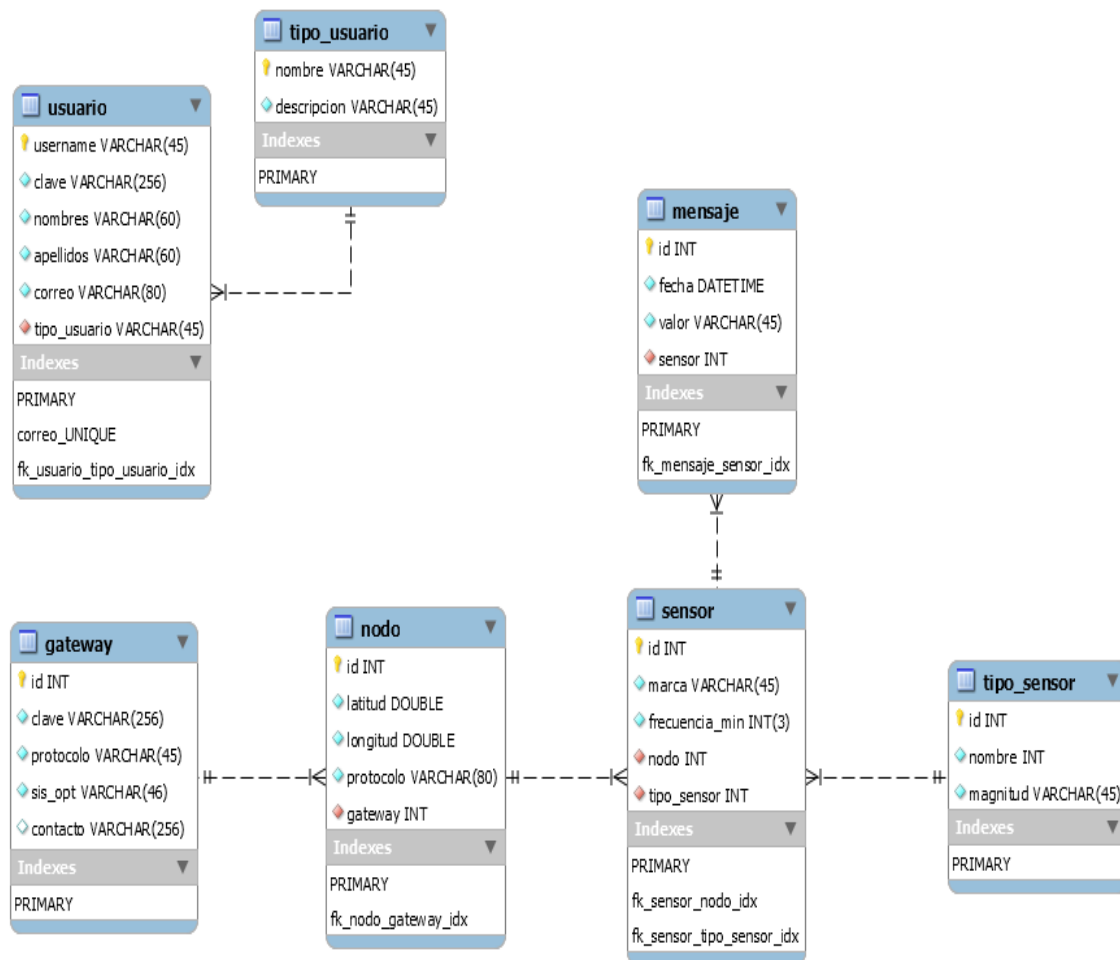 tipo_usuario
nombre VARCHAR(45)
descripcion VARCHAR(45)
Indexes
PRIMARY
usuario
username VARCHAR(45)
clave VARCHAR(256)
nombres VARCHAR(60)
apellidos VARCHAR(60)
correo VARCHAR(80)
tipo_usuario VARCHAR(45)
Indexes
PRIMARY
correo_UNIQUE
fk_usuario_tipo_usuario_idx
mensaje
id INT
fecha DATETIME
valor VARCHAR(45)
sensor INT
Indexes
PRIMARY
fk_mensaje_sensor_idx
gateway
id INT
clave VARCHAR(256)
protocolo VARCHAR(45)
sis_opt VARCHAR(46)
contacto VARCHAR(256)
Indexes
PRIMARY
nodo
id INT
latitud DOUBLE
longitud DOUBLE
protocolo VARCHAR(80)
gateway INT
Indexes
PRIMARY
fk_nodo_gateway_idx
sensor
id INT
marca VARCHAR(45)
frecuencia_min INT(3)
nodo INT
tipo_sensor INT
Indexes
PRIMARY
fk_sensor_nodo_idx
fk_sensor_tipo_sensor_idx
tipo_sensor
id INT
nombre INT
magnitud VARCHAR(45)
Indexes
PRIMARY